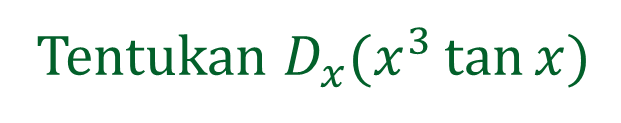 Tentukan $D_x(x^3 \tan x)$